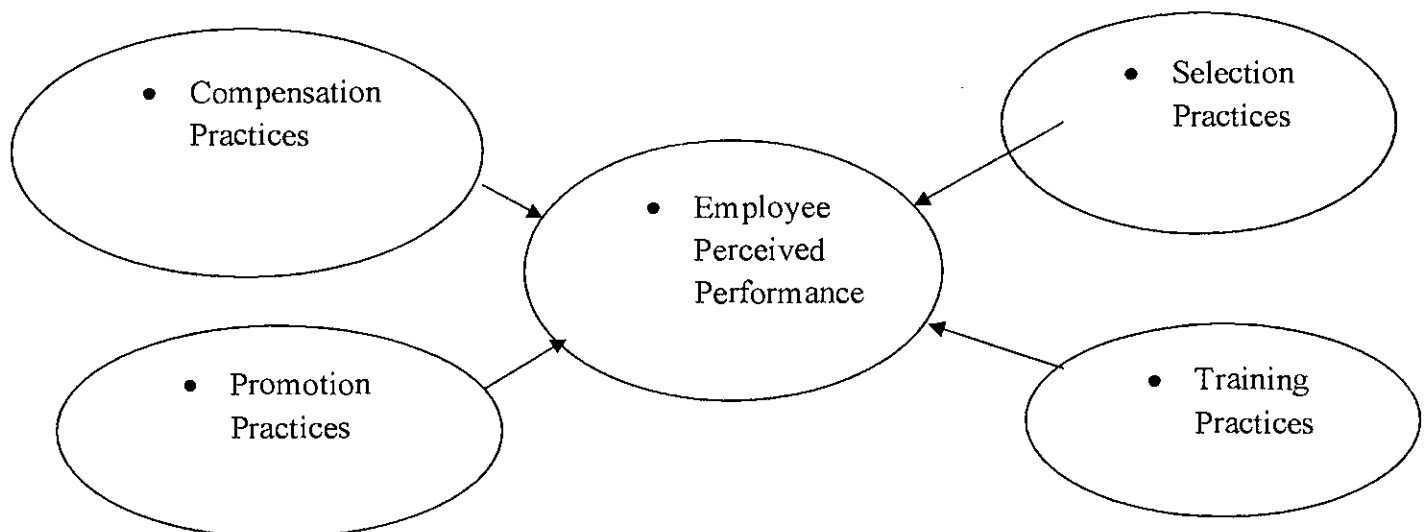 • Compensation
Practices
• Selection
Practices
• Employee
Perceived
Performance
• Promotion
Practices
• Training
Practices